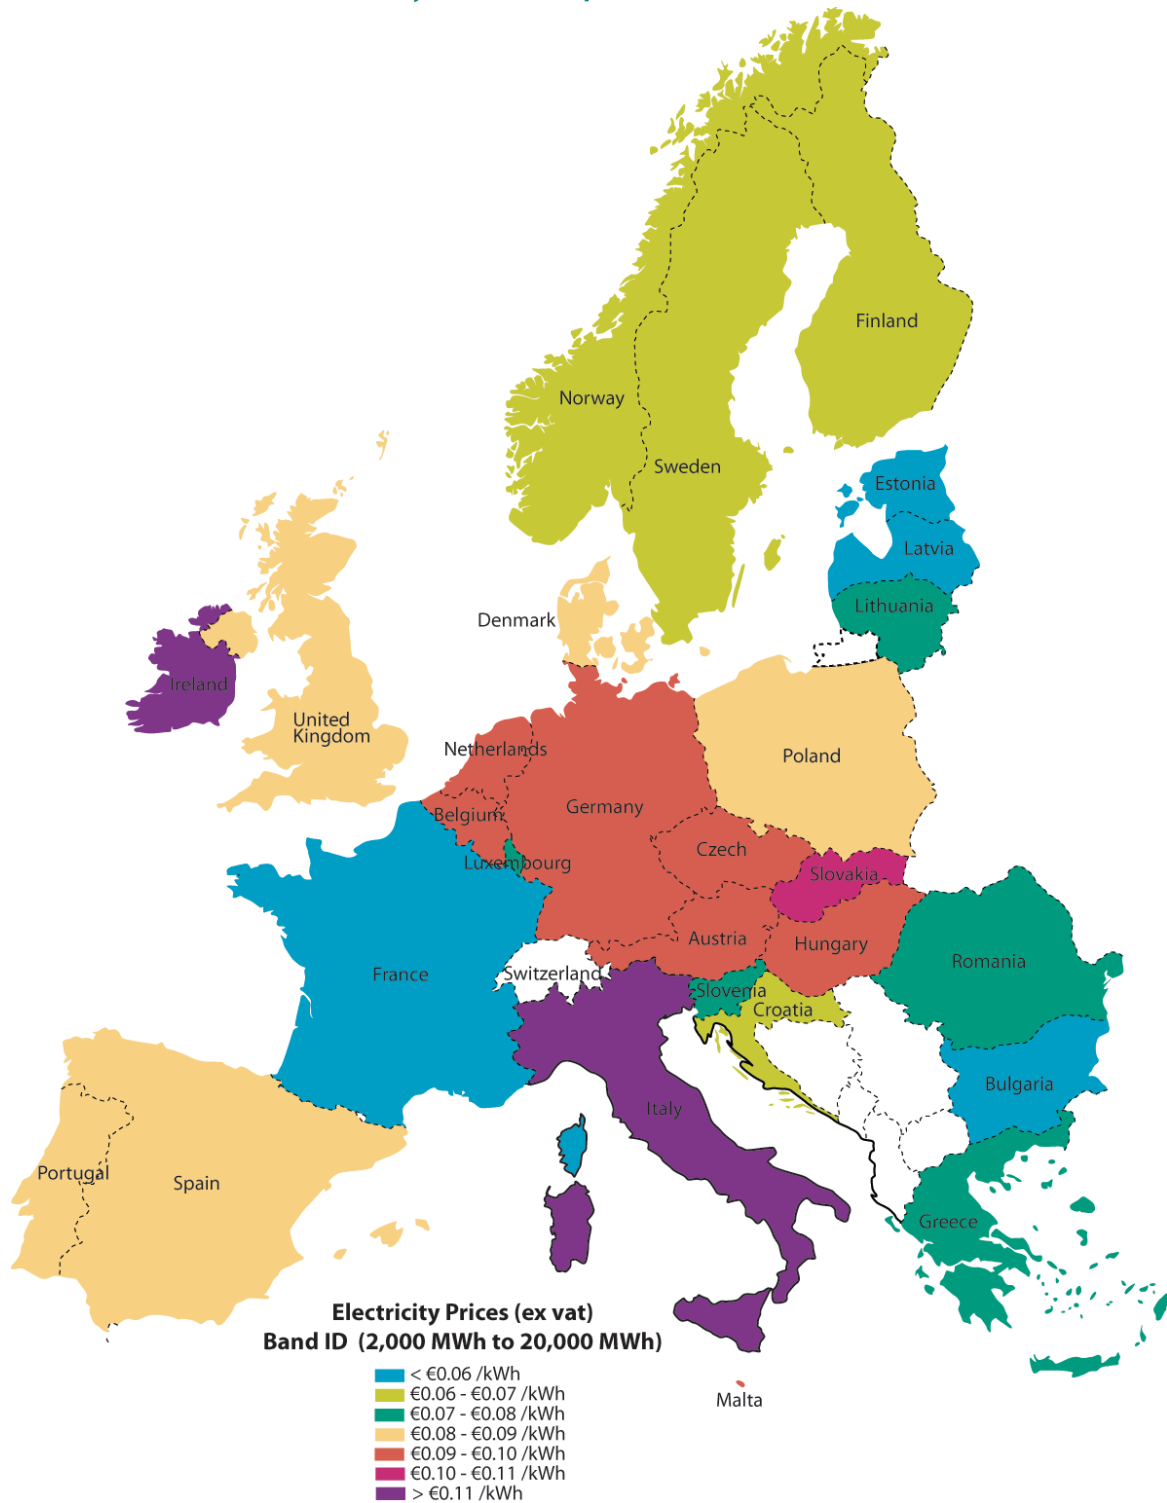 Finland
Norway
Sweden
Estonia
Latvia
Lithuania
Denmark
Ireland
United
Kingdom
Netherlands
Poland
Germany
Belgium
Czech
Luxembourg
Slovakia
Austria
Hungary
Romania
France
Switzerland
Slovenia
Croatia
Bulgaria
Italy
Portugal
Spain
Greece
Electricity Prices (ex vat)
Band ID (2,000 MWh to 20,000 MWh)
< €0.06 /kWh
€0.06 - €0.07 /kWh
€0.07 - €0.08 /kWh
€0.08 - €0.09 /kWh
€0.09 - €0.10 /kWh
€0.10 - €0.11 /kWh
> €0.11 /kWh
Malta